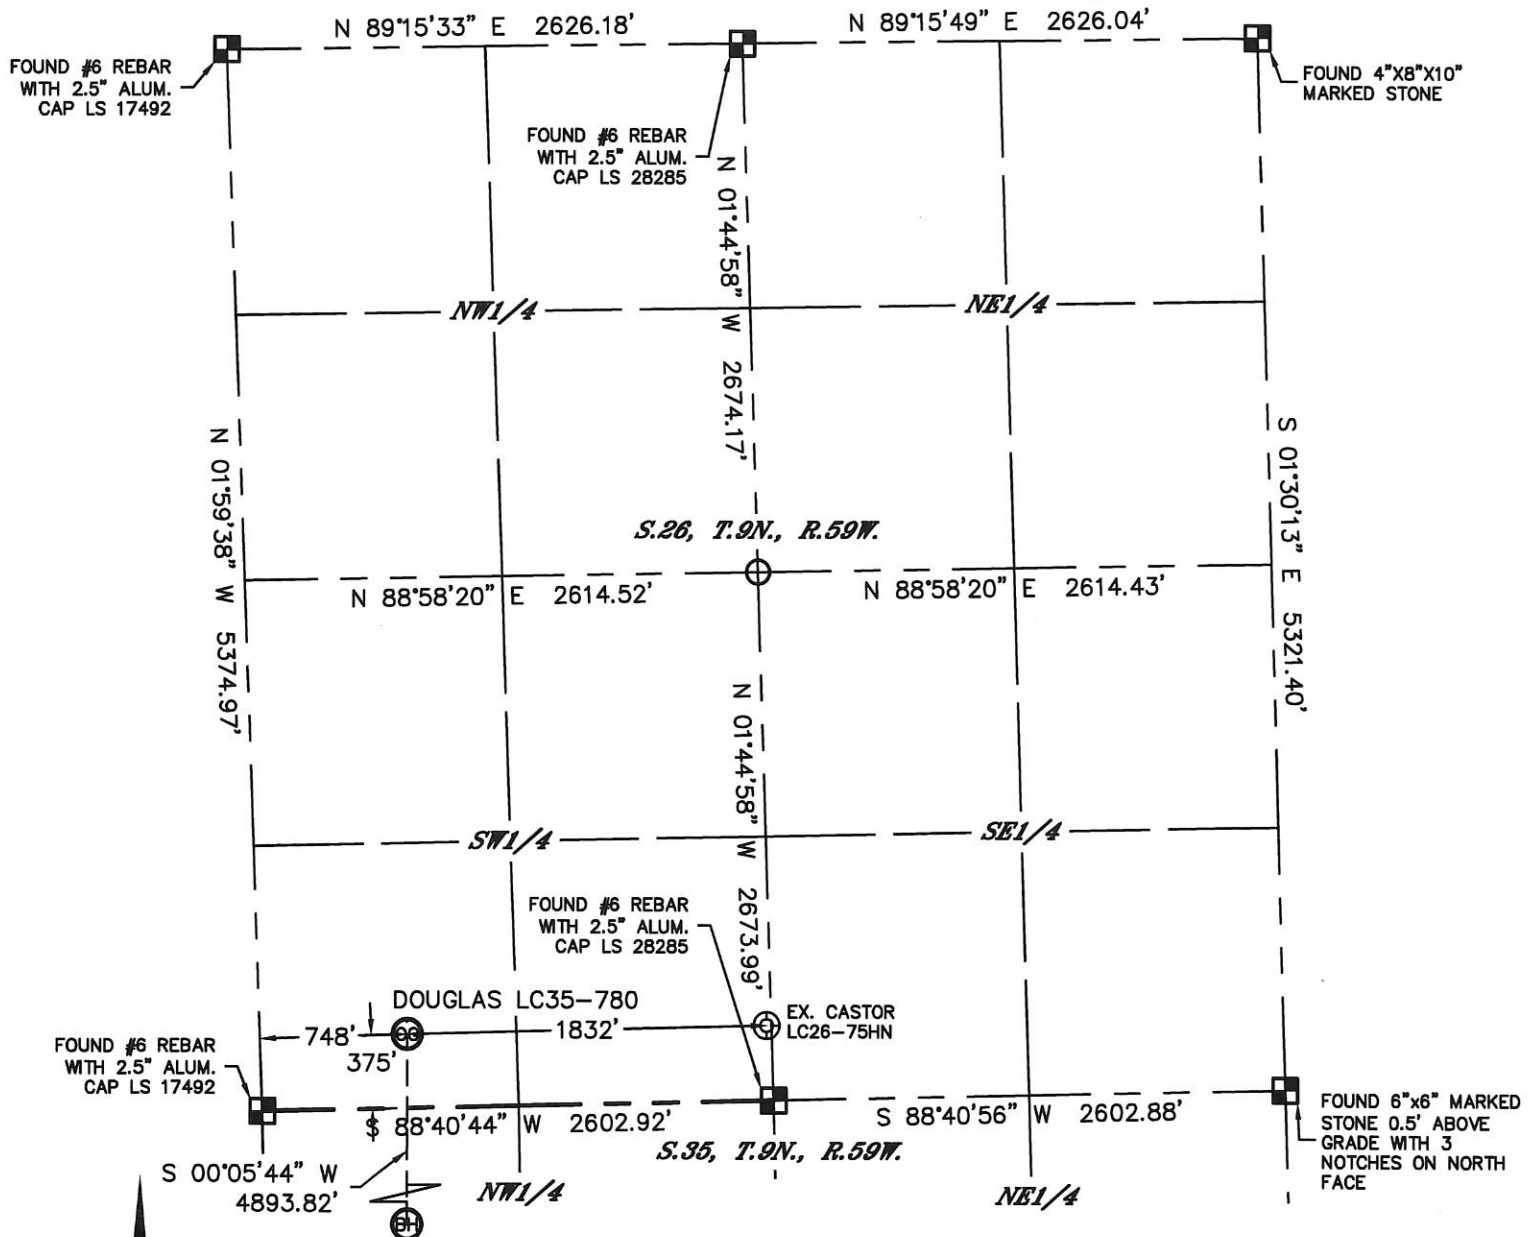 N 89°15'33" E 2626.18'
N 89°15'49" E 2626.04'
FOUND #6 REBAR
WITH 2.5" ALUM.
CAP LS 17492
FOUND 4"X8"X10"
MARKED STONE
FOUND #6 REBAR
WITH 2.5" ALUM.
CAP LS 28285
N 01°44'58" W 2674.17'
NW1/4
NE1/4
N 01°59'38" W 5374.97'
S 01°30'13" E 5321.40'
S.26, T.9N., R.59W.
N 88°58'20" E 2614.52'
N 88°58'20" E 2614.43'
N 01°44'58" W 2673.99'
SW1/4
SE1/4
FOUND #6 REBAR
WITH 2.5" ALUM.
CAP LS 28285
DOUGLAS LC35-780
EX. CASTOR
LC26-75HN
748'
1832'
375'
FOUND #6 REBAR
WITH 2.5" ALUM.
CAP LS 17492
S 88°40'44" W 2602.92'
S 88°40'56" W 2602.88'
FOUND 6"x6" MARKED
STONE 0.5' ABOVE
GRADE WITH 3
NOTCHES ON NORTH
FACE
S.35, T.9N., R.59W.
S 00°05'44" W
4893.82'
NW1/4
NE1/4
BH